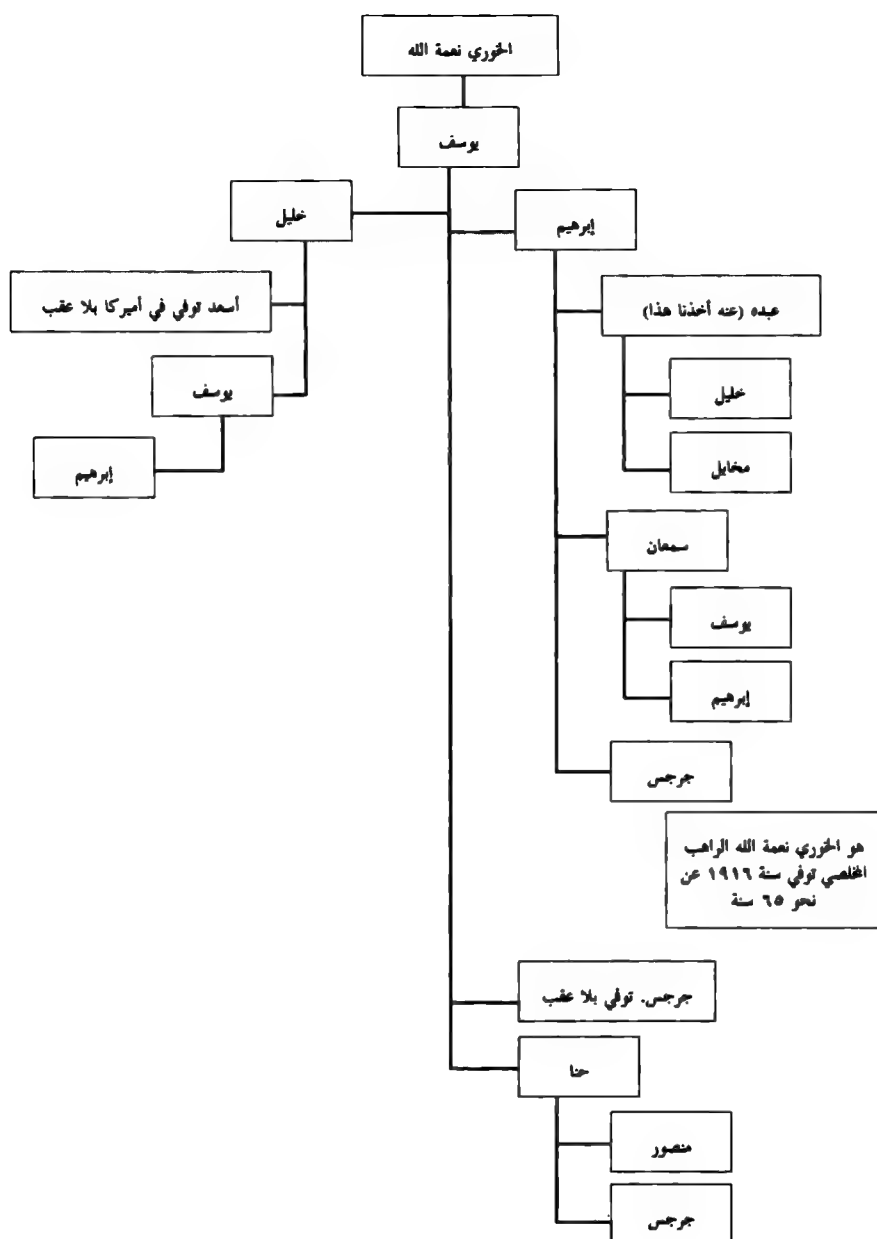 الخوري نعمة الله
يوسف
إبرهيم
خليل
عبده (عنه أخذنا هذا)
أسعد توفي في أميركا بلا عقب
خليل
يوسف
مخايل
إبرهيم
سمعان
يوسف
إبرهيم
جرجس
هو الخوري نعمة الله الراهب
المخلصي توفي سنة ١٩١٦ عن
نحو ٦٥ سنة
جرجس. توفي بلا عقب
حنا
منصور
جرجس